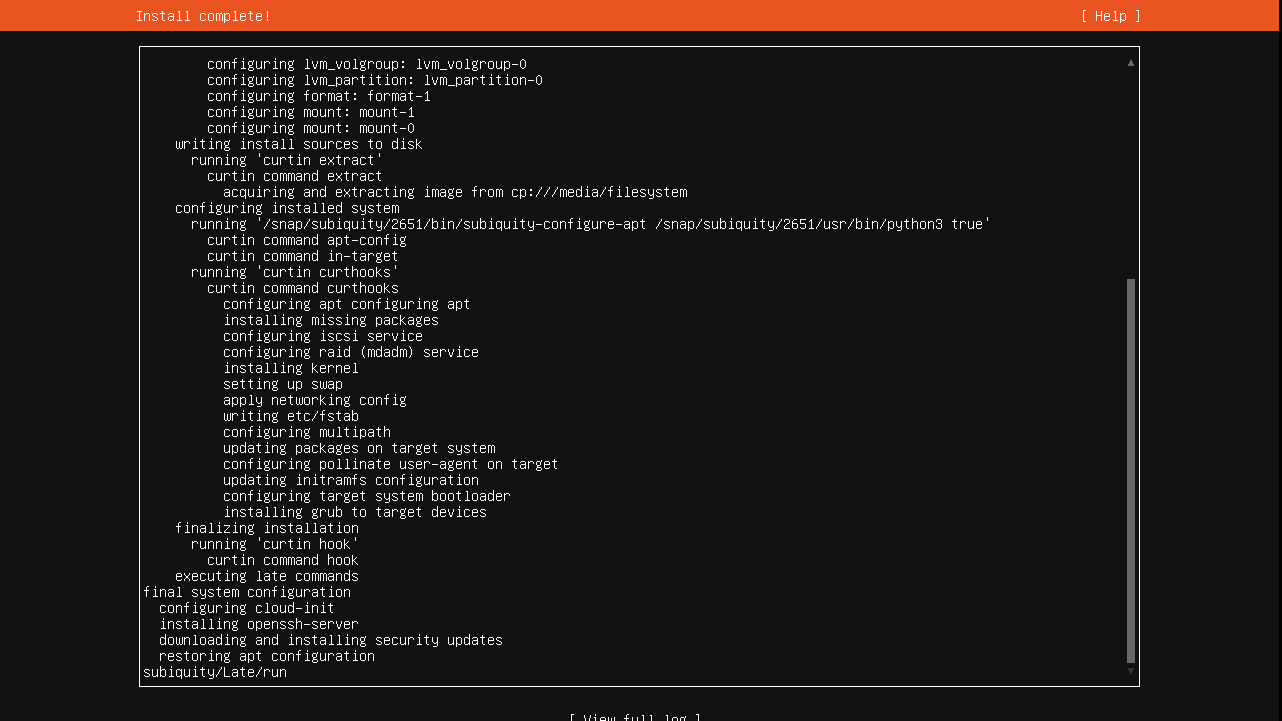 Install complete!
[ Help ]
configuring lvm_volgroup: lvm_volgroup-0
configuring lvm_partition: lvm_partition-0
configuring format: format-1
configuring mount: mount-1
configuring mount: mount-0
writing install sources to disk
running 'curtin extract'
curtin command extract
acquiring and extracting image from cp:///media/filesystem
configuring installed system
running '/snap/subiquity/2651/bin/subiquity-configure-apt /snap/subiquity/2651/usr/bin/python3 true'
curtin command apt-config
curtin command in-target
running 'curtin curthooks'
curtin command curthooks
configuring apt configuring apt
installing missing packages
configuring iscsi service
configuring raid (mdadm) service
installing kernel
setting up swap
apply networking config
writing etc/fstab
configuring multipath
updating packages on target system
configuring pollinate user-agent on target
updating initramfs configuration
configuring target system bootloader
installing grub to target devices
finalizing installation
running 'curtin hook'
curtin command hook
executing late commands
final system configuration
configuring cloud-init
installing openssh-server
downloading and installing security updates
restoring apt configuration
subiquity/Late/run
[ View full log ]